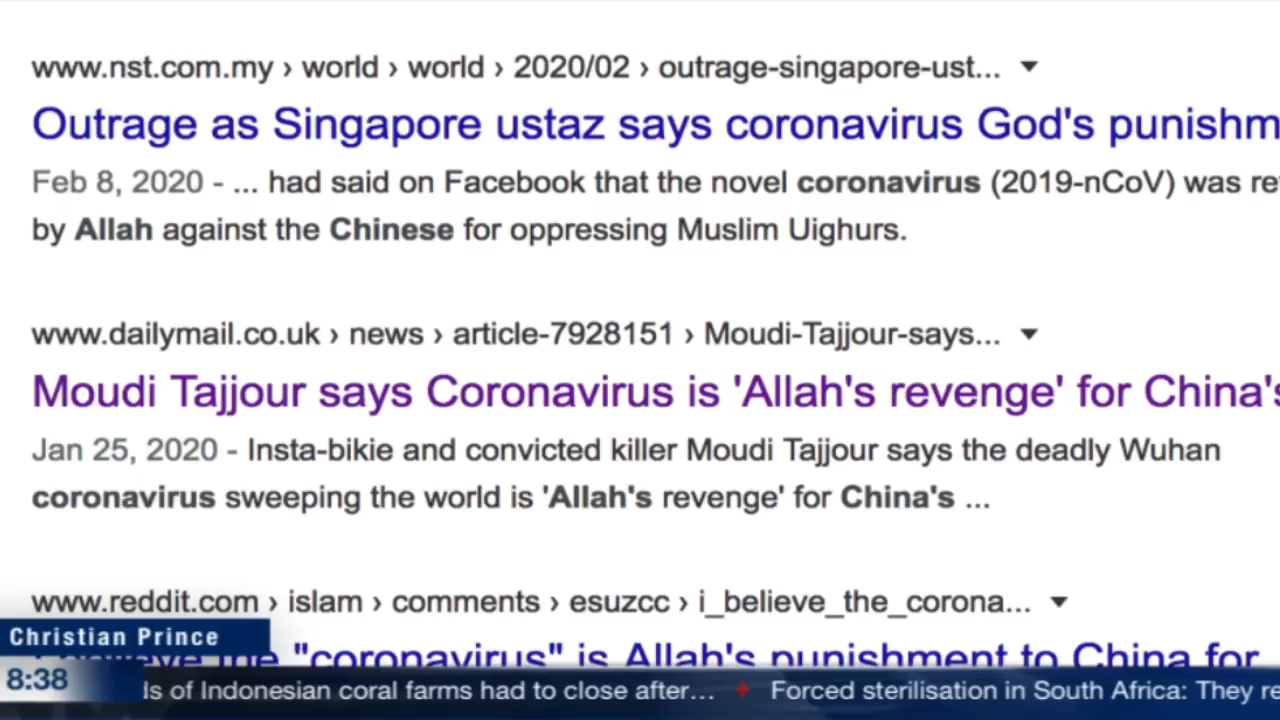 www.nst.com.my › world › world › 2020/02 › outrage-singapore-ust...
Outrage as Singapore ustaz says coronavirus God's punishm
Feb 8, 2020 - ... had said on Facebook that the novel coronavirus (2019-nCoV) was re
by Allah against the Chinese for oppressing Muslim Uighurs.
www.dailymail.co.uk › news › article-7928151 › Moudi-Tajjour-says...
Moudi Tajjour says Coronavirus is 'Allah's revenge' for China's
Jan 25, 2020 - Insta-bikie and convicted killer Moudi Tajjour says the deadly Wuhan
coronavirus sweeping the world is 'Allah's revenge' for China's ...
www.reddit.com › islam › comments › esuzcc › i_believe_the_corona...
Christian Prince
I believe the "coronavirus" is Allah's punishment to China for
8:38
ds of Indonesian coral farms had to close after... + Forced sterilisation in South Africa: They re